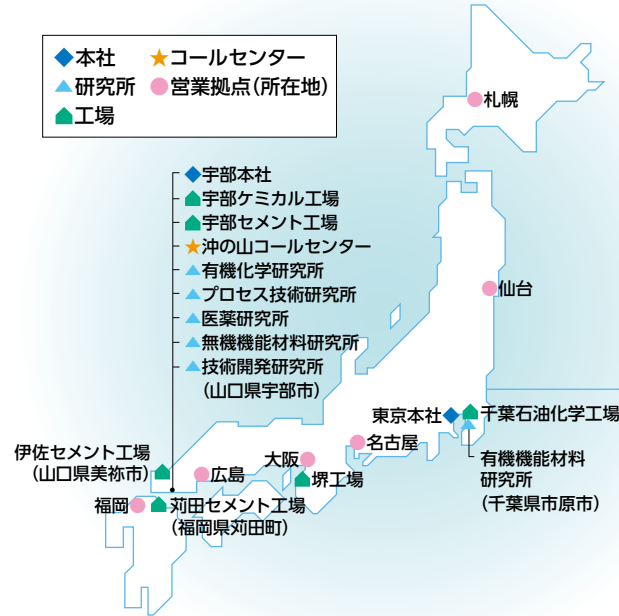 本社
コールセンター
研究所
営業拠点(所在地)
工場
札幌
宇部本社
宇部ケミカル工場
宇部セメント工場
沖の山コールセンター
有機化学研究所
プロセス技術研究所
医薬研究所
無機機能材料研究所
技術開発研究所
(山口県宇部市)
仙台
東京本社
千葉石油化学工場
名古屋
有機機能材料
研究所
(千葉県市原市)
伊佐セメント工場
(山口県美祢市)
広島
大阪
堺工場
福岡
苅田セメント工場
(福岡県苅田町)